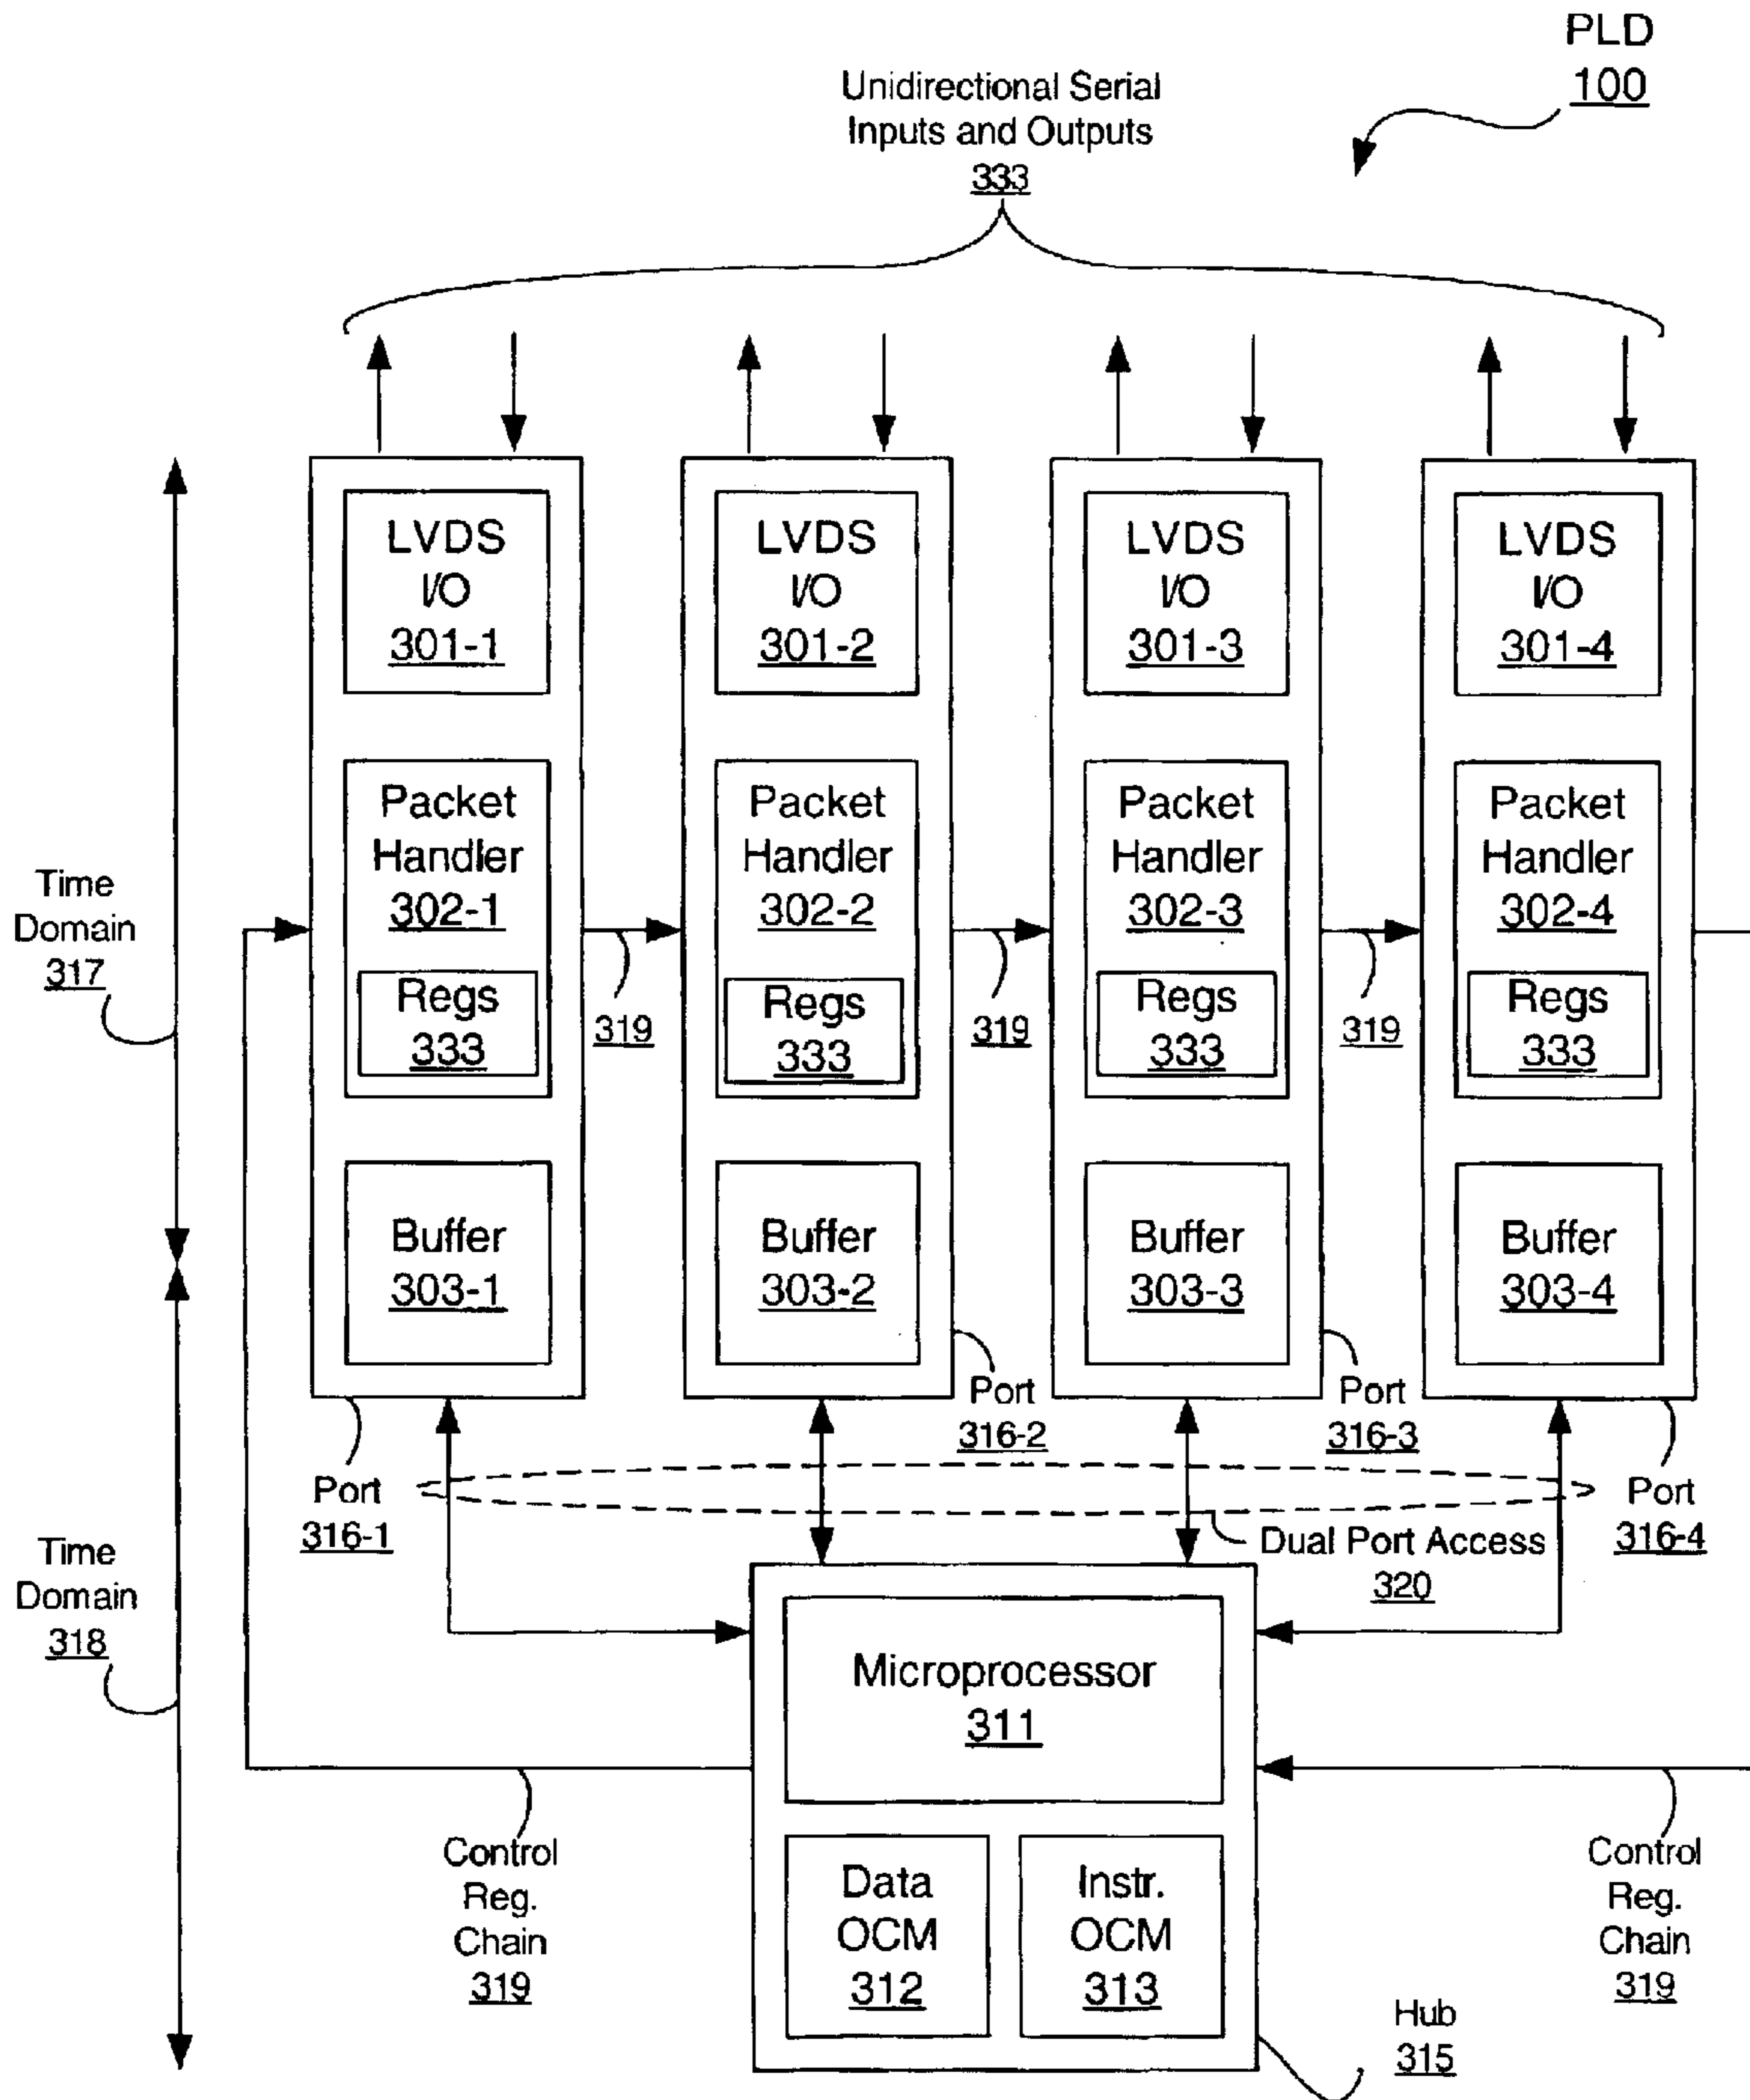 PLD
100
Unidirectional Serial
Inputs and Outputs
333
LVDS
I/O
301-1
LVDS
I/O
301-2
LVDS
I/O
301-3
LVDS
I/O
301-4
Packet
Handler
302-1
Regs
333
Packet
Handler
302-2
Regs
333
Packet
Handler
302-3
Regs
333
Packet
Handler
302-4
Regs
333
Time
Domain
317
319
319
319
Buffer
303-1
Buffer
303-2
Buffer
303-3
Buffer
303-4
Port
316-1
Port
316-2
Port
316-3
Port
316-4
Dual Port Access
320
Time
Domain
318
Microprocessor
311
Control
Reg.
Chain
319
Data
OCM
312
Instr.
OCM
313
Control
Reg.
Chain
319
Hub
315